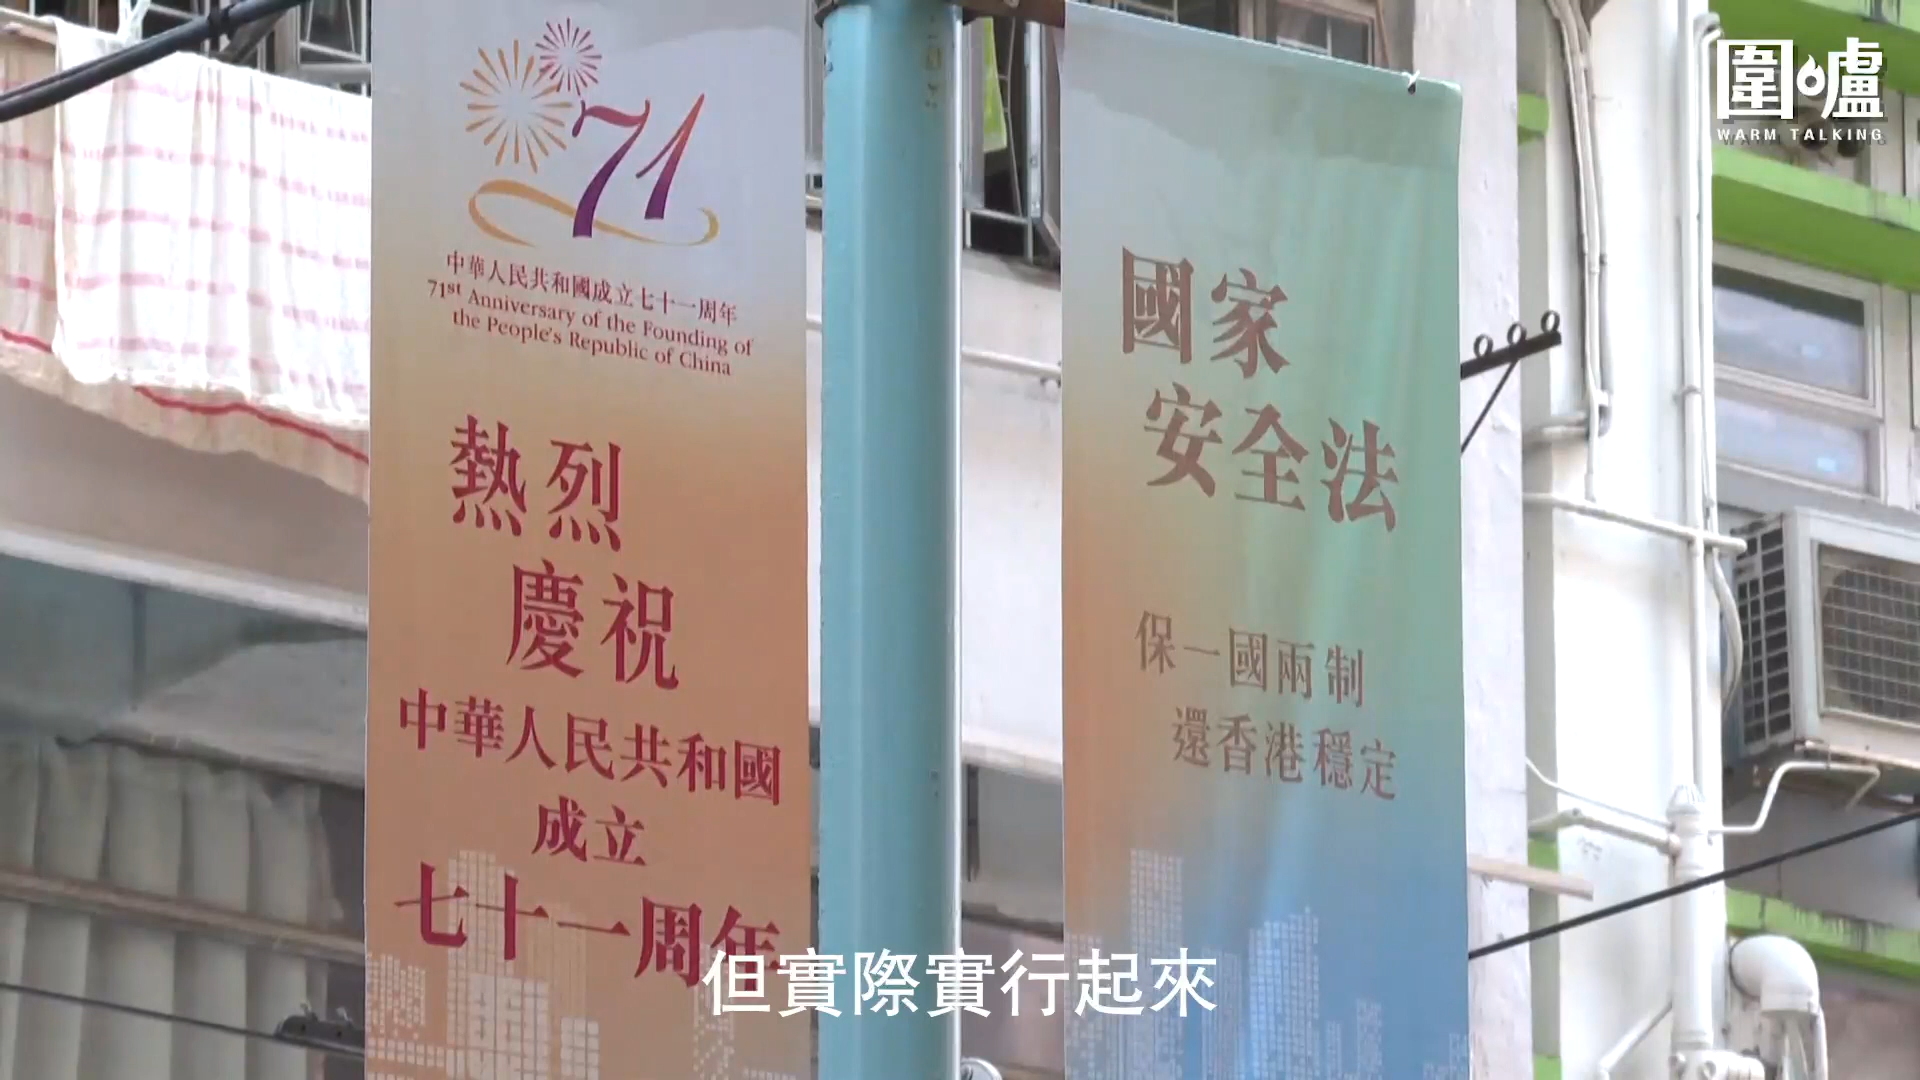 71
中華人民共和國成立七十一周年
71st Anniversary of the Founding of
the People's Republic of China
熱烈
慶祝
中華人民共和國
成立
七十一周年
國家
安全法
保一國兩制
還香港穩定
圍爐
WARM TALKING
但實際實行起來